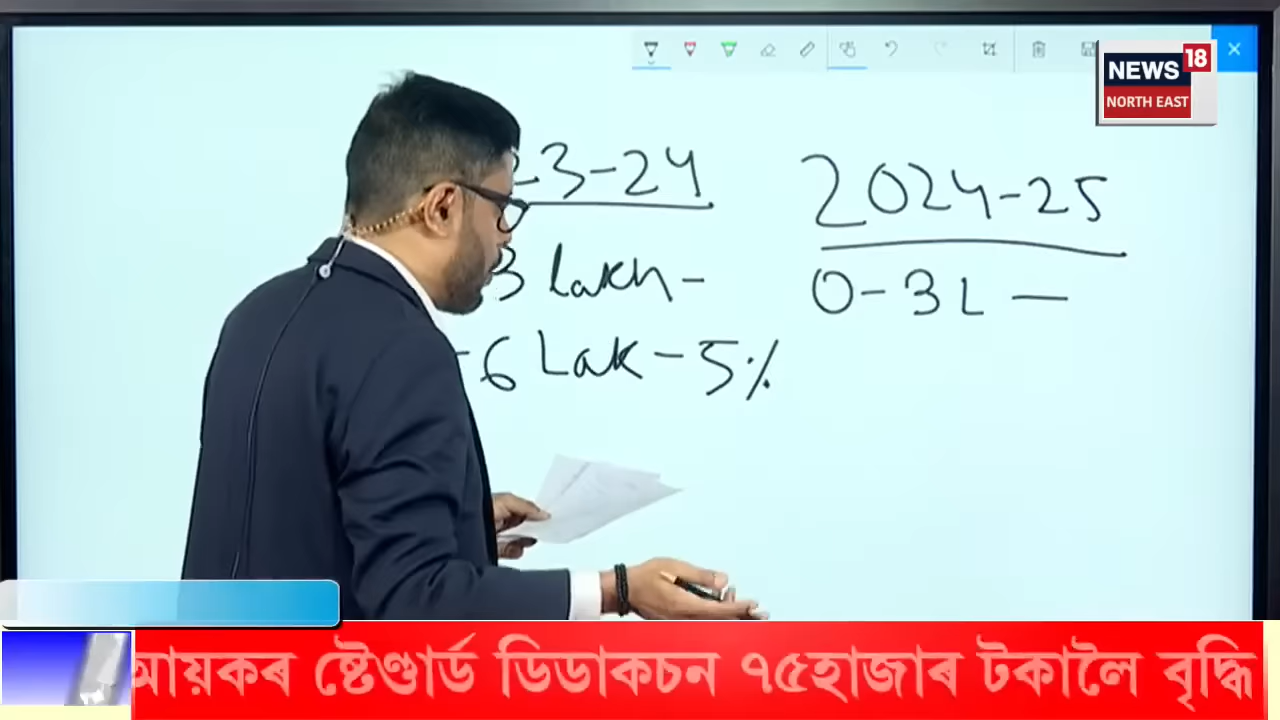 NEWS 18
NORTH EAST
23-24
2024-25
3 lakh -
0-3L —
-6 Lak - 5%
আয়কৰ ষ্টেণ্ডাৰ্ড ডিডাকচন ৭৫হাজাৰ টকালৈ বৃদ্ধি